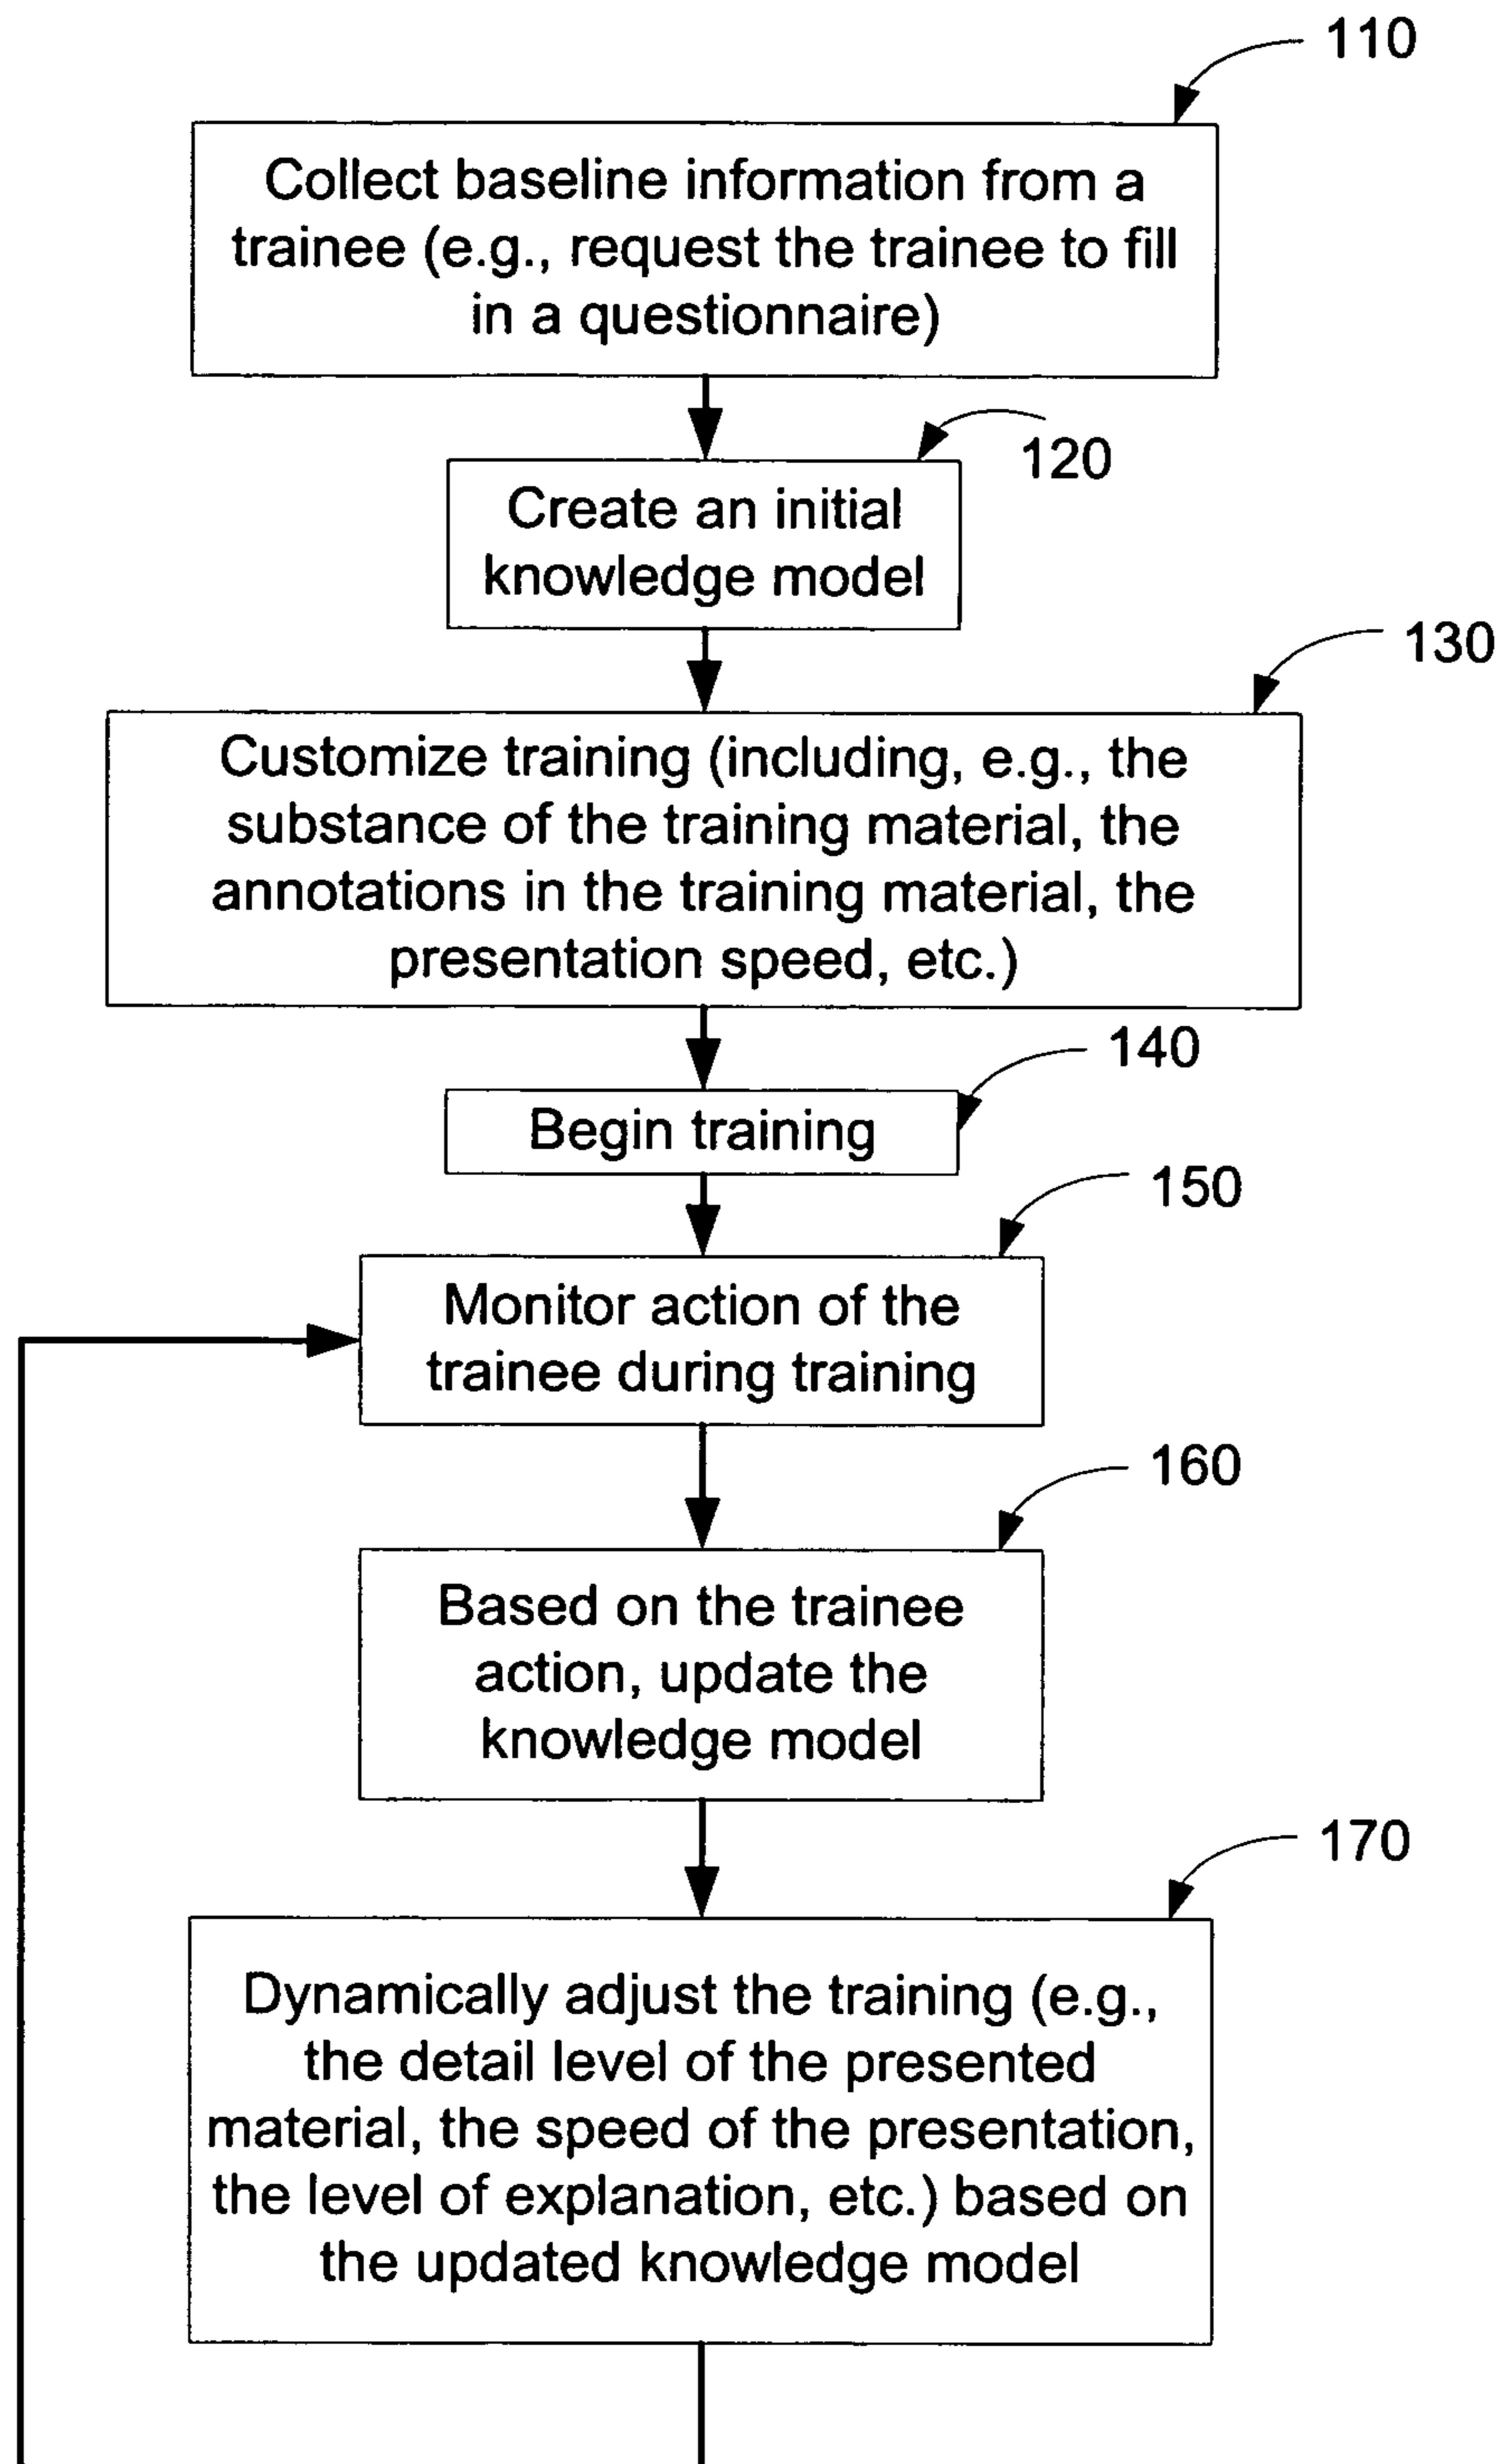 110
Collect baseline information from a
trainee (e.g., request the trainee to fill
in a questionnaire)
120
Create an initial
knowledge model
130
Customize training (including, e.g., the
substance of the training material, the
annotations in the training material, the
presentation speed, etc.)
140
Begin training
150
Monitor action of the
trainee during training
160
Based on the trainee
action, update the
knowledge model
170
Dynamically adjust the training (e.g.,
the detail level of the presented
material, the speed of the presentation,
the level of explanation, etc.) based on
the updated knowledge model